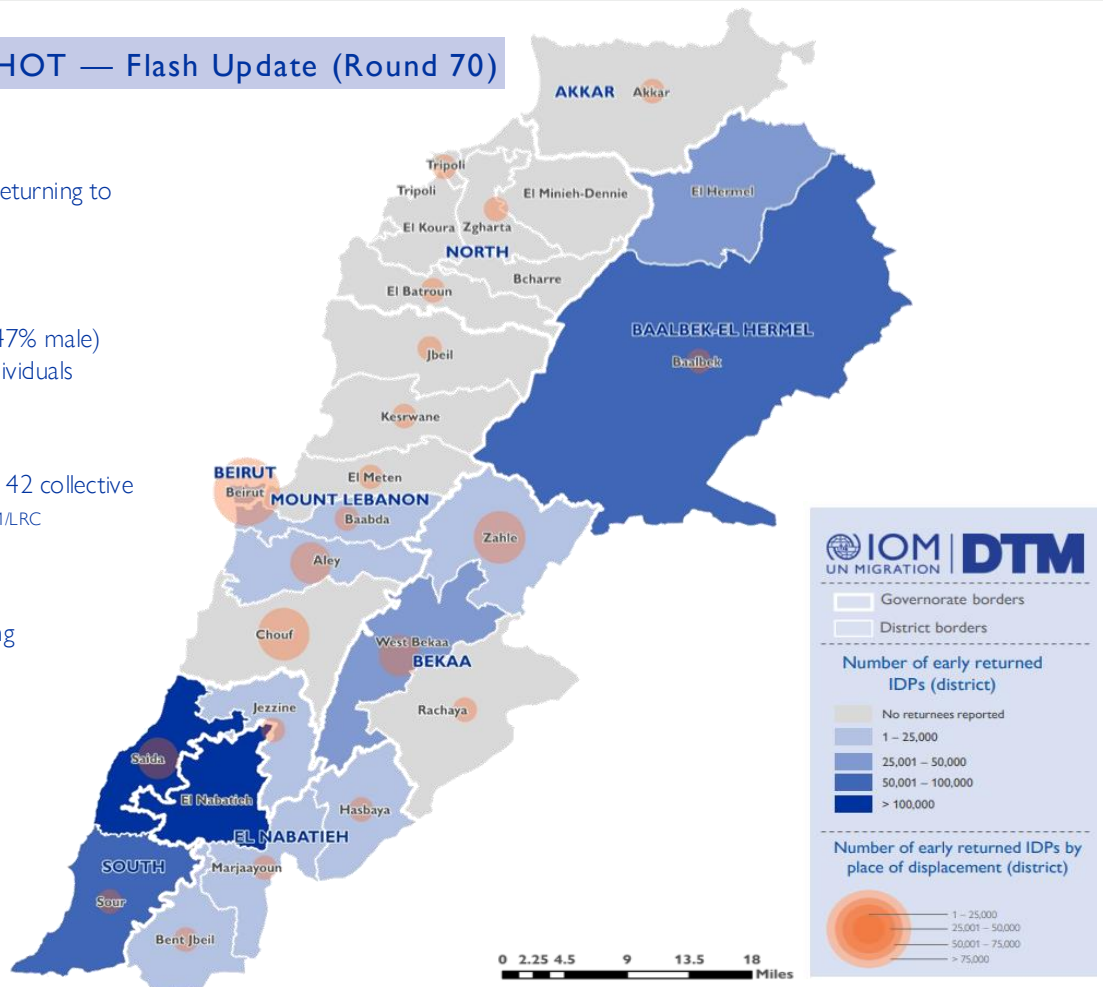 HOT — Flash Update (Round 70)
eturning to
47% male)
ividuals
42 collective
M/LRC
g
AKKAR
Akkar
Tripoli
Tripoli
El Minieh-Dennie
El Hermel
El Koura
Zgharta
NORTH
Bcharre
El Batroun
BAALBEK-EL HERMEL
Baalbek
Jbeil
Kesrwane
BEIRUT
Beirut
El Meten
MOUNT LEBANON
Baabda
Zahle
Aley
Chouf
West Bekaa
BEKAA
Jezzine
Rachaya
Saida
El Nabatieh
Hasbaya
EL NABATIEH
SOUTH
Marjaayoun
Sour
Bent Jbeil
0 2.25 4.5 9 13.5 18
Miles
IOM
UN MIGRATION
DTM
Governorate borders
District borders
Number of early returned
IDPs (district)
No returnees reported
1 – 25,000
25,001 – 50,000
50,001 – 100,000
> 100,000
Number of early returned IDPs by
place of displacement (district)
1 – 25,000
25,001 – 50,000
50,001 – 75,000
> 75,000